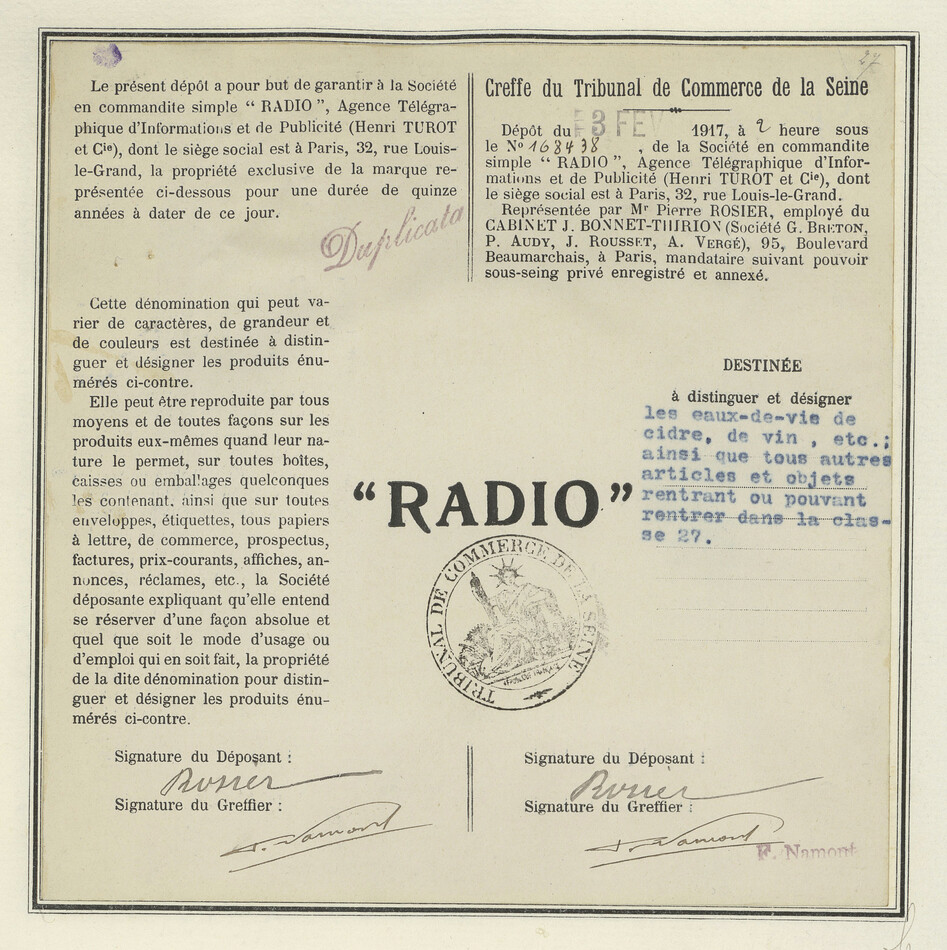 27
Le présent dépôt a pour but de garantir à la Société
en commandite simple “ RADIO ”, Agence Télégra-
phique d'Informations et de Publicité (Henri TUROT
et Cie), dont le siège social est à Paris, 32, rue Louis-
le-Grand, la propriété exclusive de la marque re-
présentée ci-dessous pour une durée de quinze
années à dater de ce jour.
Duplicata
Greffe du Tribunal de Commerce de la Seine
Dépôt du 3 FEV 1917, à 2 heure sous
le No 168438, de la Société en commandite
simple “ RADIO ”, Agence Télégraphique d'Infor-
mations et de Publicité (Henri TUROT et Cie), dont
le siège social est à Paris, 32, rue Louis-le-Grand.
Représentée par Mr Pierre ROSIER, employé du
CABINET J. BONNET-THIRION (Société G. BRETON,
P. AUDY, J. ROUSSET, A. VERGÉ), 95, Boulevard
Beaumarchais, à Paris, mandataire suivant pouvoir
sous-seing privé enregistré et annexé.
Cette dénomination qui peut va-
rier de caractères, de grandeur et
de couleurs est destinée à distin-
guer et désigner les produits énu-
mérés ci-contre.
Elle peut être reproduite par tous
moyens et de toutes façons sur les
produits eux-mêmes quand leur na-
ture le permet, sur toutes boîtes,
caisses ou emballages quelconques
les contenant, ainsi que sur toutes
enveloppes, étiquettes, tous papiers
à lettre, de commerce, prospectus,
factures, prix-courants, affiches, an-
nonces, réclames, etc., la Société
déposante expliquant qu'elle entend
se réserver d'une façon absolue et
quel que soit le mode d'usage ou
d'emploi qui en soit fait, la propriété
de la dite dénomination pour distin-
guer et désigner les produits énu-
mérés ci-contre.
“RADIO”
TRIBUNAL DE COMMERCE DE LA SEINE
DESTINÉE
à distinguer et désigner
les eaux-de-vie de
cidre, de vin , etc.;
ainsi que tous autres
articles et objets
rentrant ou pouvant
rentrer dans la clas-
se 27.
Signature du Déposant :
Rosier
Signature du Greffier :
F. Namont
Signature du Déposant :
Rosier
Signature du Greffier :
F. Namont
F. Namont